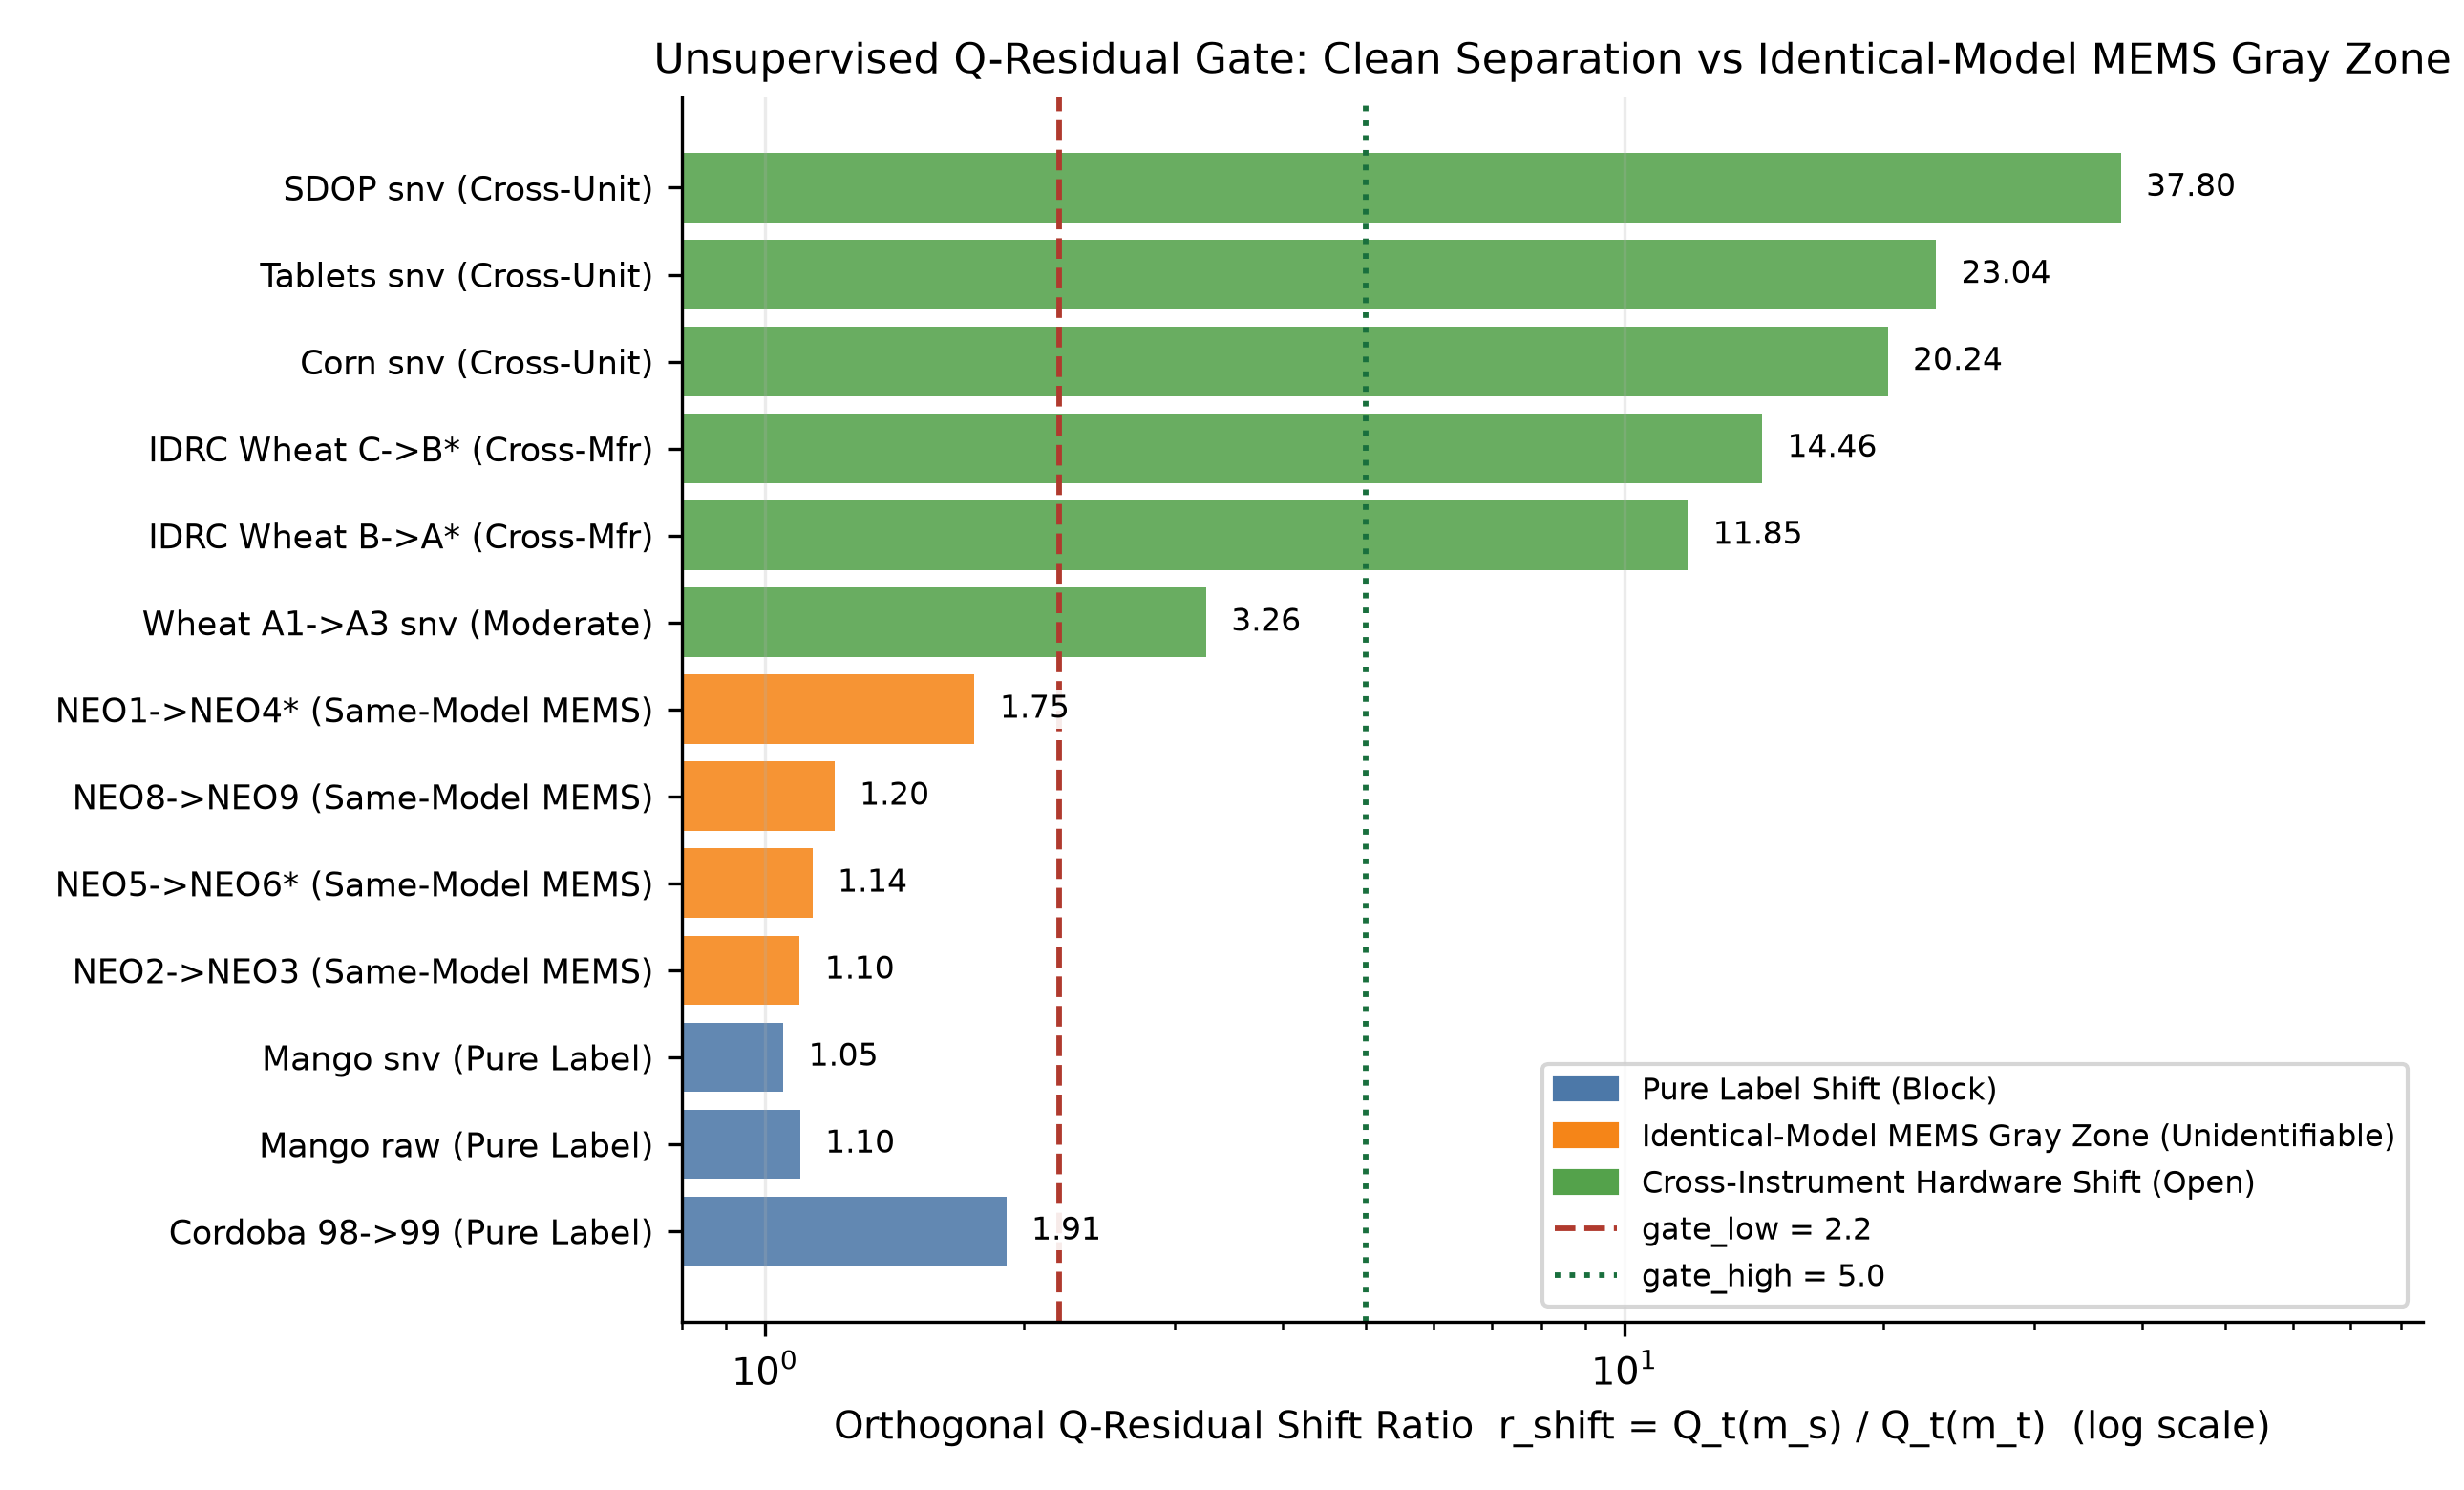 Unsupervised Q-Residual Gate: Clean Separation vs Identical-Model MEMS Gray Zone
SDOP snv (Cross-Unit)
37.80
Tablets snv (Cross-Unit)
23.04
Corn snv (Cross-Unit)
20.24
IDRC Wheat C->B* (Cross-Mfr)
14.46
IDRC Wheat B->A* (Cross-Mfr)
11.85
Wheat A1->A3 snv (Moderate)
3.26
NEO1->NEO4* (Same-Model MEMS)
1.75
NEO8->NEO9 (Same-Model MEMS)
1.20
NEO5->NEO6* (Same-Model MEMS)
1.14
NEO2->NEO3 (Same-Model MEMS)
1.10
Mango snv (Pure Label)
1.05
Mango raw (Pure Label)
1.10
Cordoba 98->99 (Pure Label)
1.91
Pure Label Shift (Block)
Identical-Model MEMS Gray Zone (Unidentifiable)
Cross-Instrument Hardware Shift (Open)
gate_low = 2.2
gate_high = 5.0
10⁰
10¹
Orthogonal Q-Residual Shift Ratio r_shift = Q_t(m_s) / Q_t(m_t) (log scale)